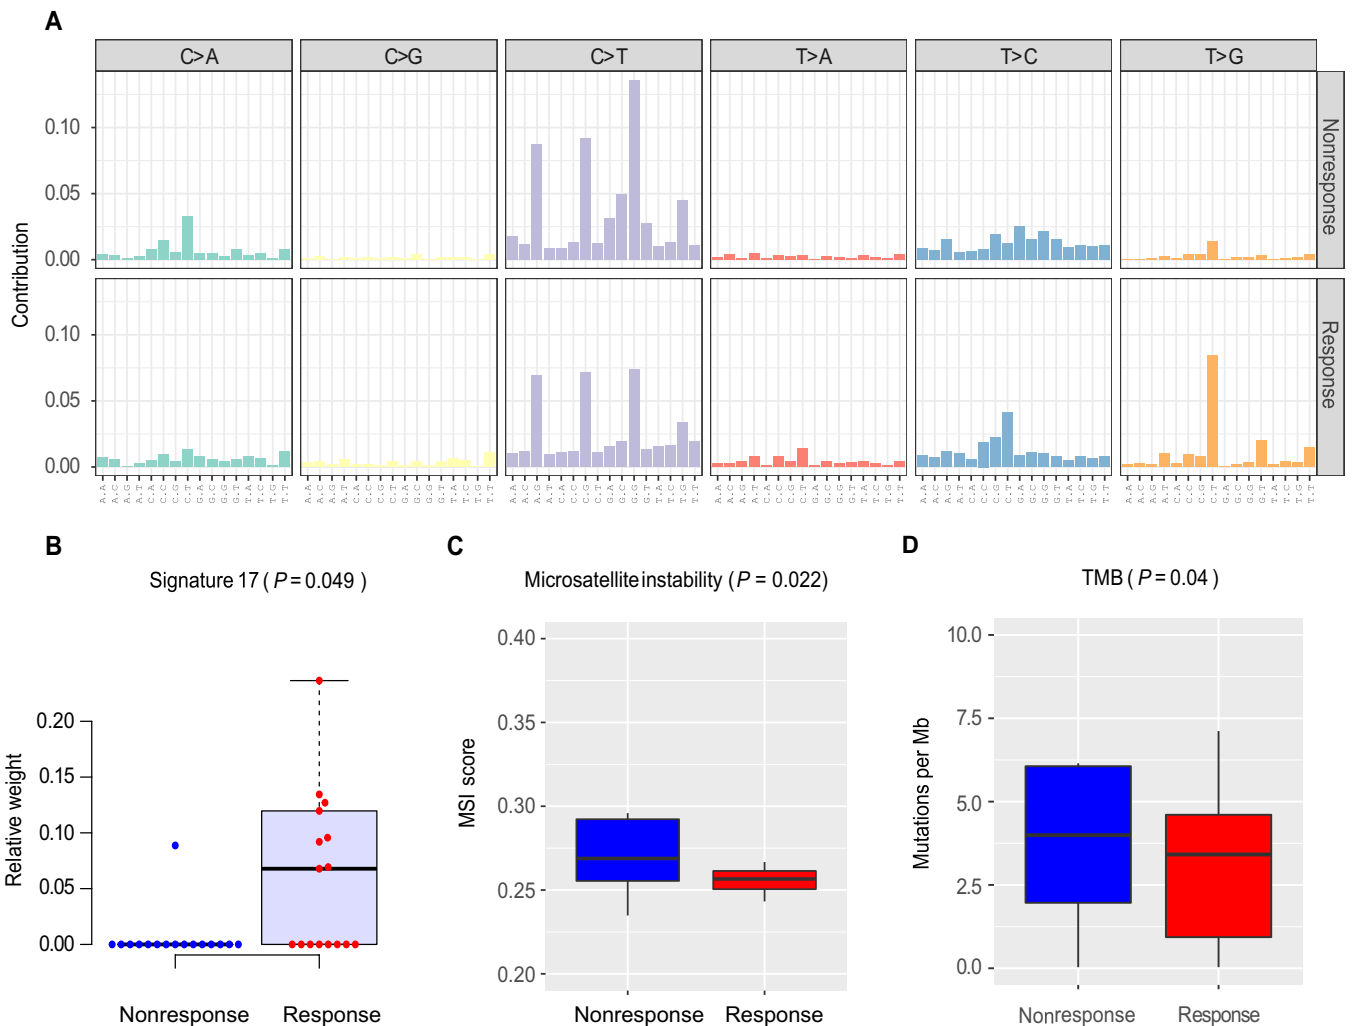 A
C>A C>G C>T T>A T>C T>G
Contribution
0.10
0.05
0.00
Nonresponse
0.10
0.05
0.00
Response
B
Signature 17 ( P = 0.049 )
Relative weight
0.20
0.15
0.10
0.05
0.00
Nonresponse Response
C
Microsatellite instability (P = 0.022)
MSI score
0.40
0.35
0.30
0.25
0.20
Nonresponse Response
D
TMB ( P = 0.04 )
Mutations per Mb
10.0
7.5
5.0
2.5
0.0
Nonresponse Response